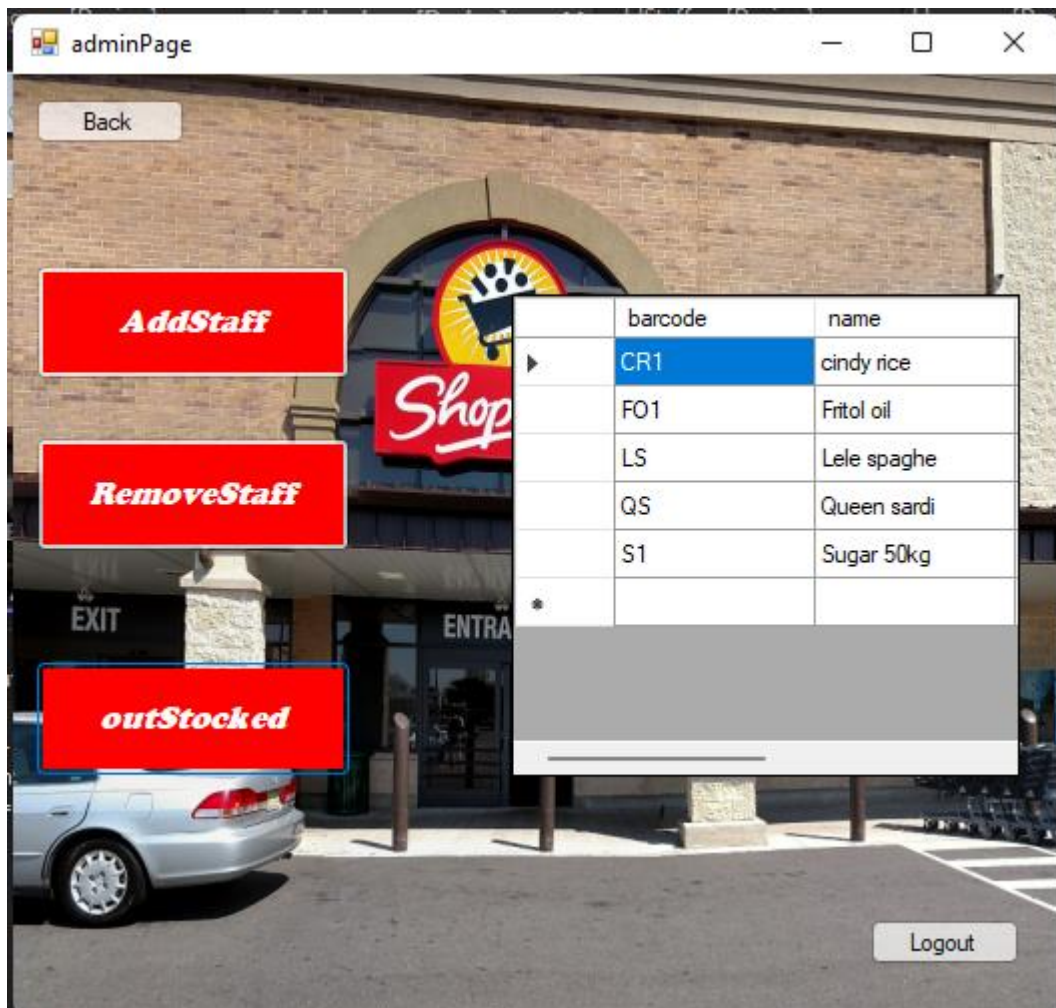 adminPage
Back
AddStaff
RemoveStaff
outStocked
Shop
EXIT
ENTRA
barcode name
CR1 cindy rice
FO1 Fritol oil
LS Lele spaghe
QS Queen sardi
S1 Sugar 50kg
Logout